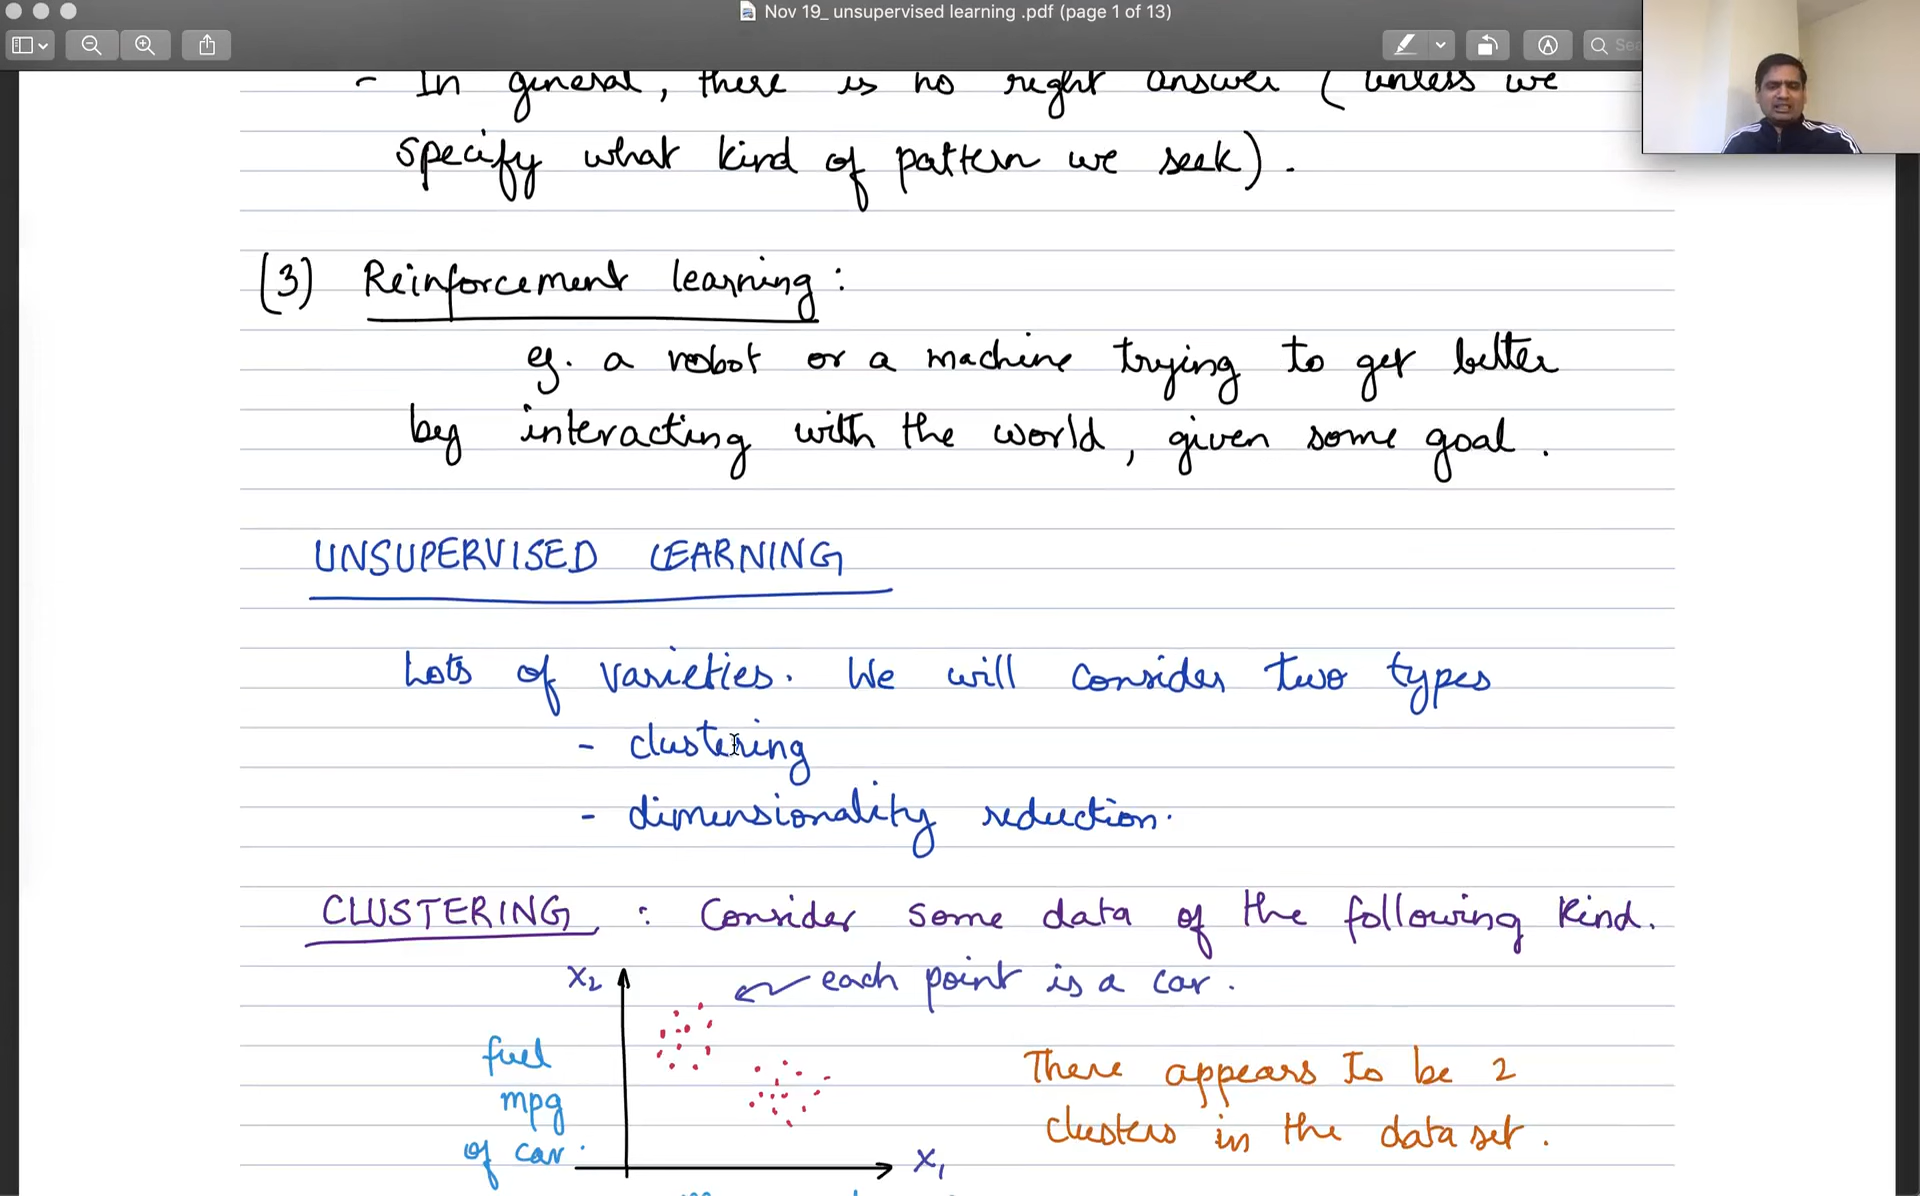 Nov 19_ unsupervised learning .pdf (page 1 of 13)
Sea
- In general, there is no right answer (unless we
specify what kind of pattern we seek).
(3) Reinforcement learning:
eg. a robot or a machine trying to get better
by interacting with the world, given some goal.
UNSUPERVISED LEARNING
Lots of varieties. We will consider two types
- clustering
- dimensionality reduction.
CLUSTERING : Consider some data of the following kind.
x2
each point is a car.
fuel
mpg
of car.
There appears to be 2
clusters in the data set.
x1